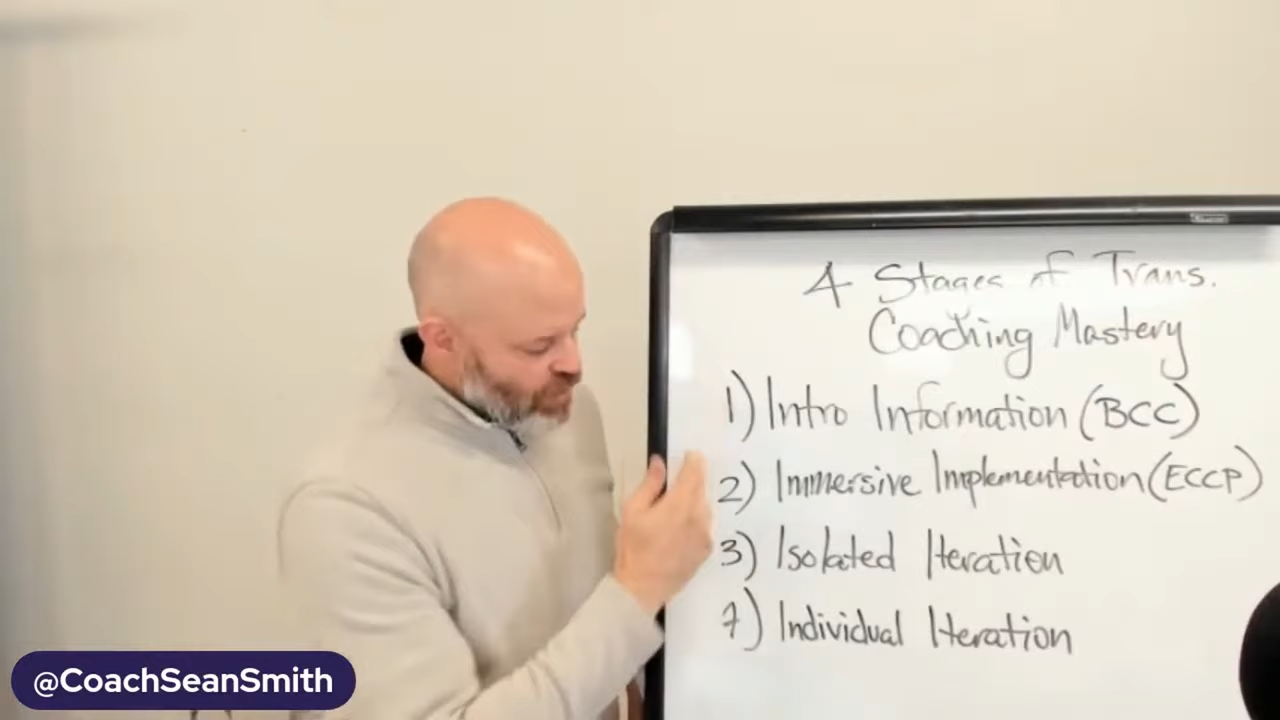 4 Stages of Trans.
Coaching Mastery
1) Intro Information (BCC)
2) Immersive Implementation (ECCP)
3) Isolated Iteration
4) Individual Iteration
@CoachSeanSmith